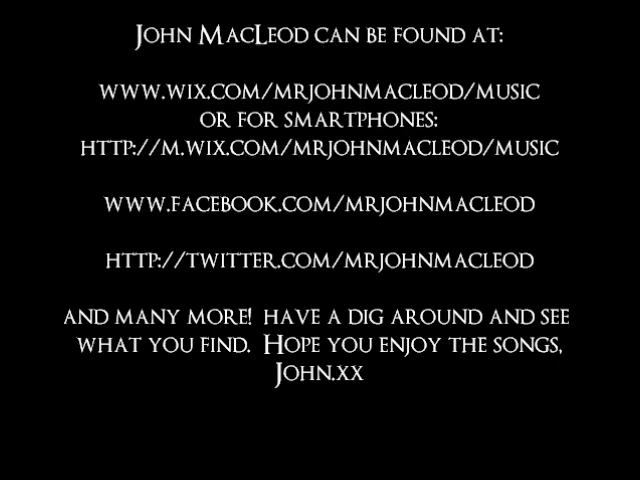 John MacLeod can be found at:
www.wix.com/mrjohnmacleod/music
or for smartphones:
http://m.wix.com/mrjohnmacleod/music
www.facebook.com/mrjohnmacleod
http://twitter.com/mrjohnmacleod
and many more! have a dig around and see
what you find. Hope you enjoy the songs,
John.xx